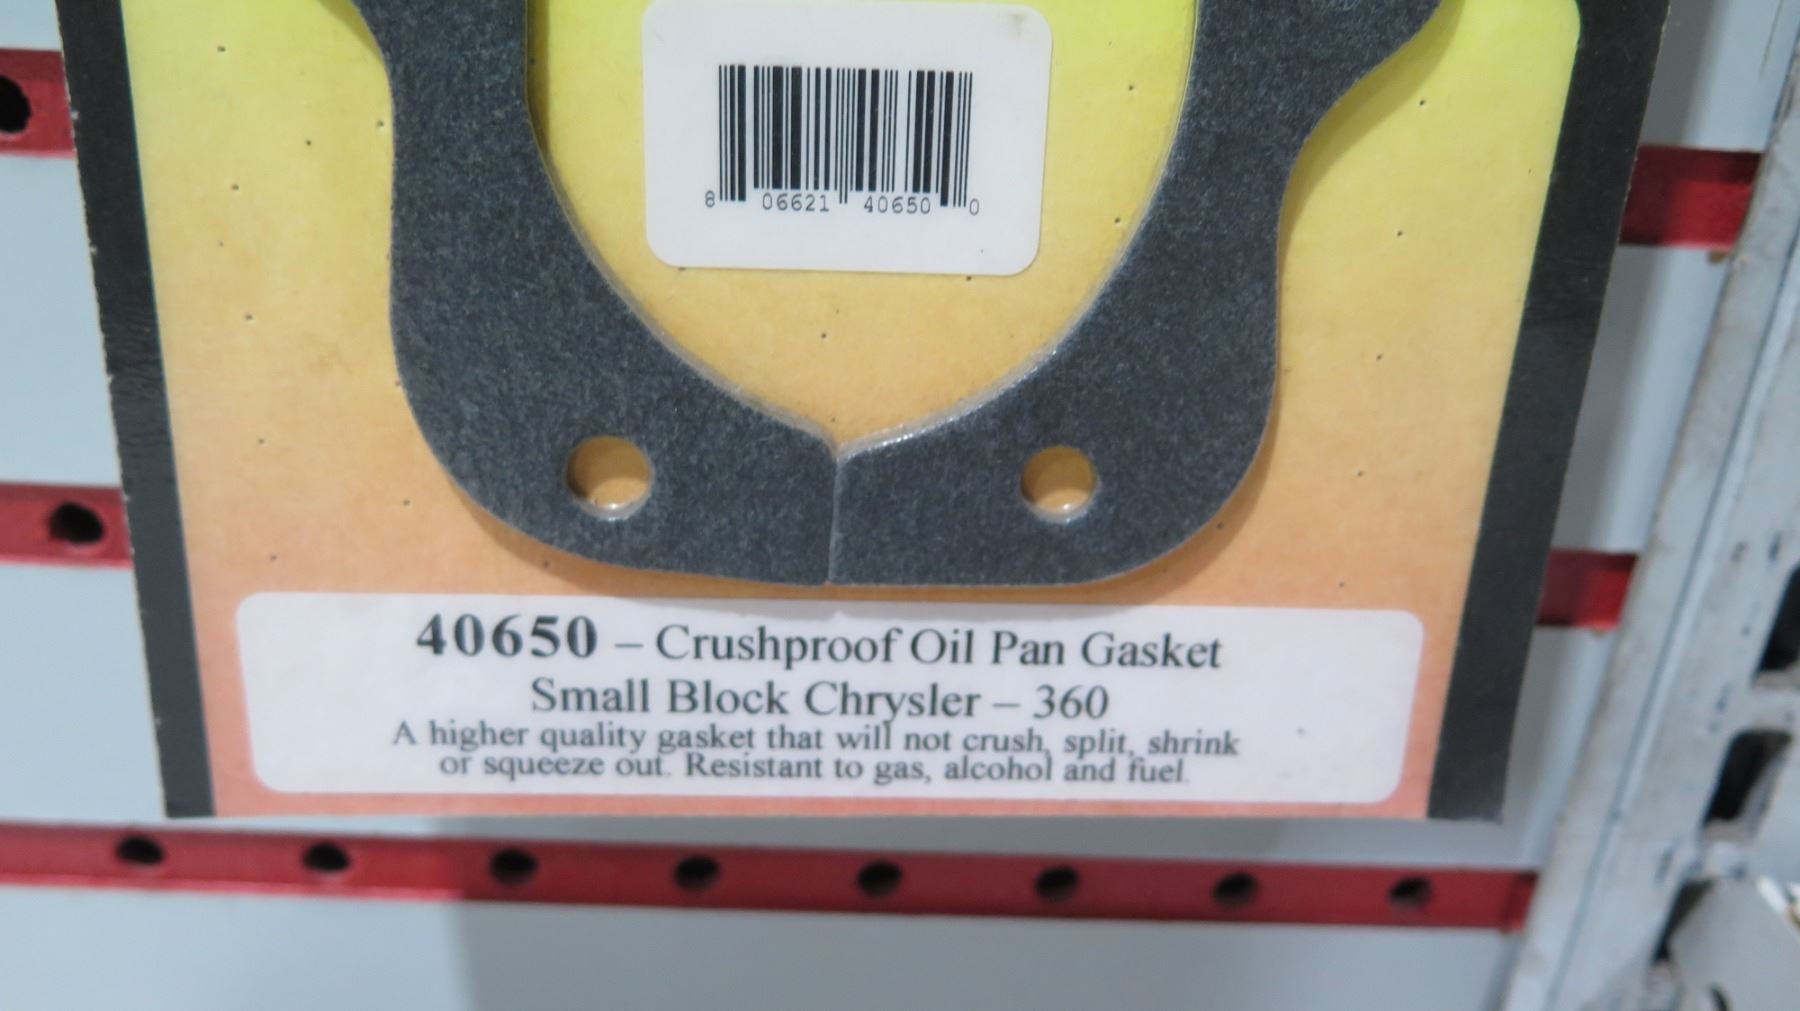 8 06621 40650 0
40650 – Crushproof Oil Pan Gasket
Small Block Chrysler – 360
A higher quality gasket that will not crush, split, shrink
or squeeze out. Resistant to gas, alcohol and fuel.